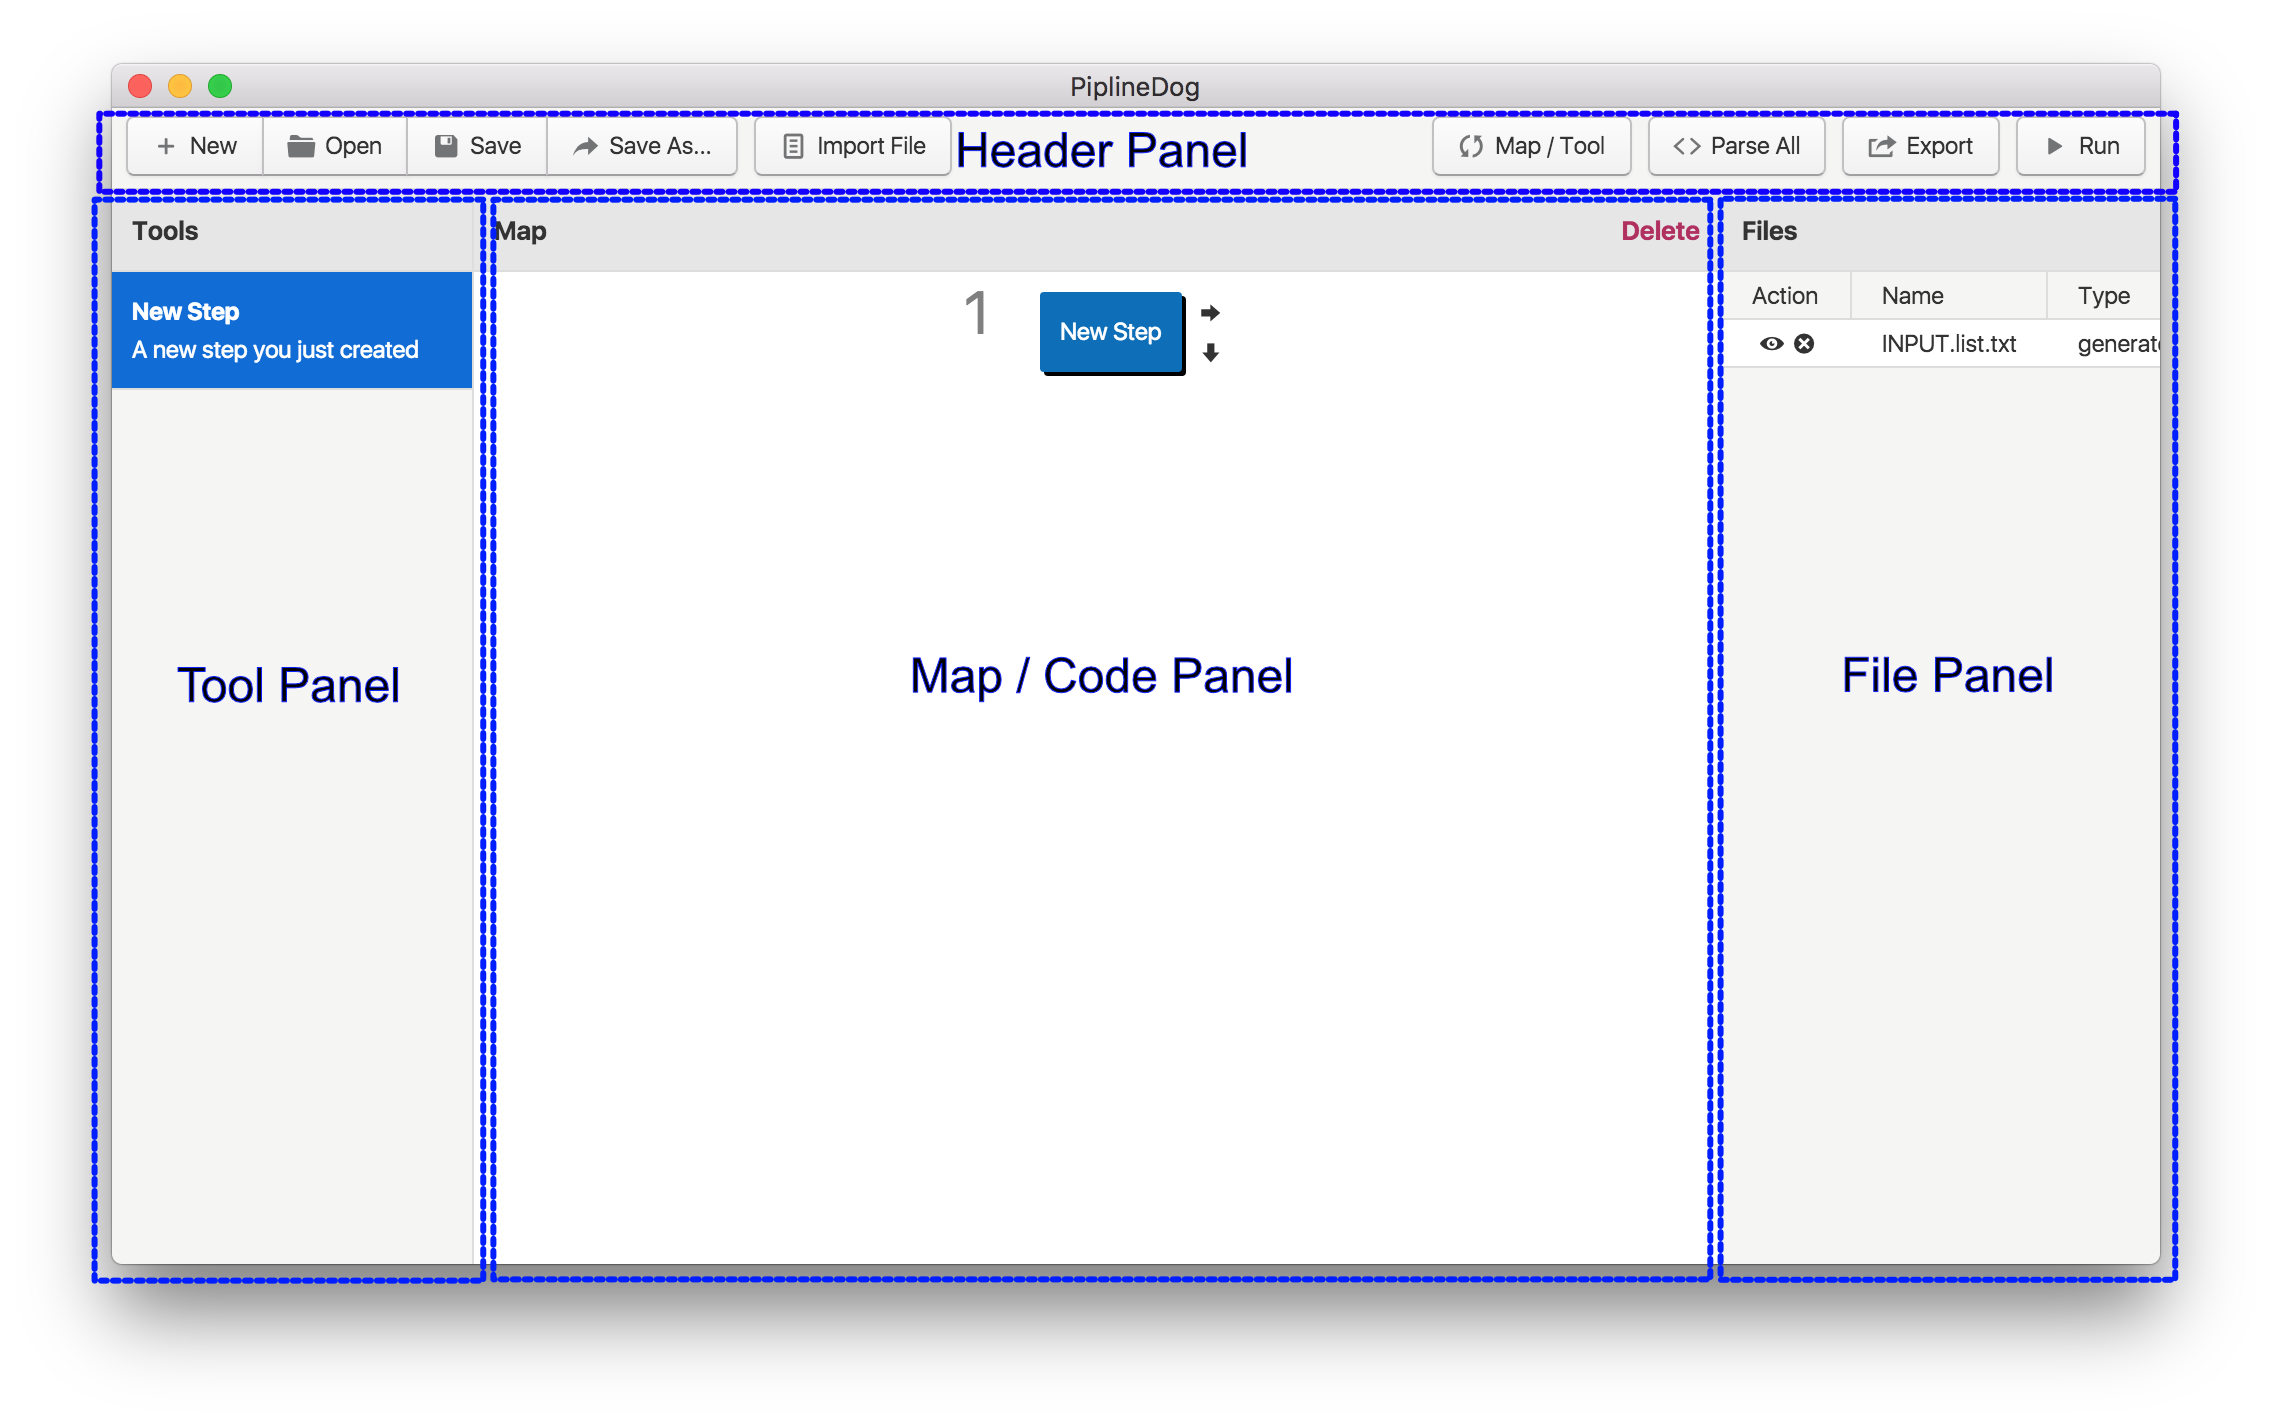 PiplineDog
New Open Save Save As... Import File Header Panel Map / Tool Parse All Export Run
Tools
New Step
A new step you just created
Tool Panel
Map Delete
1 New Step
Map / Code Panel
Files
Action Name Type
INPUT.list.txt generate
File Panel